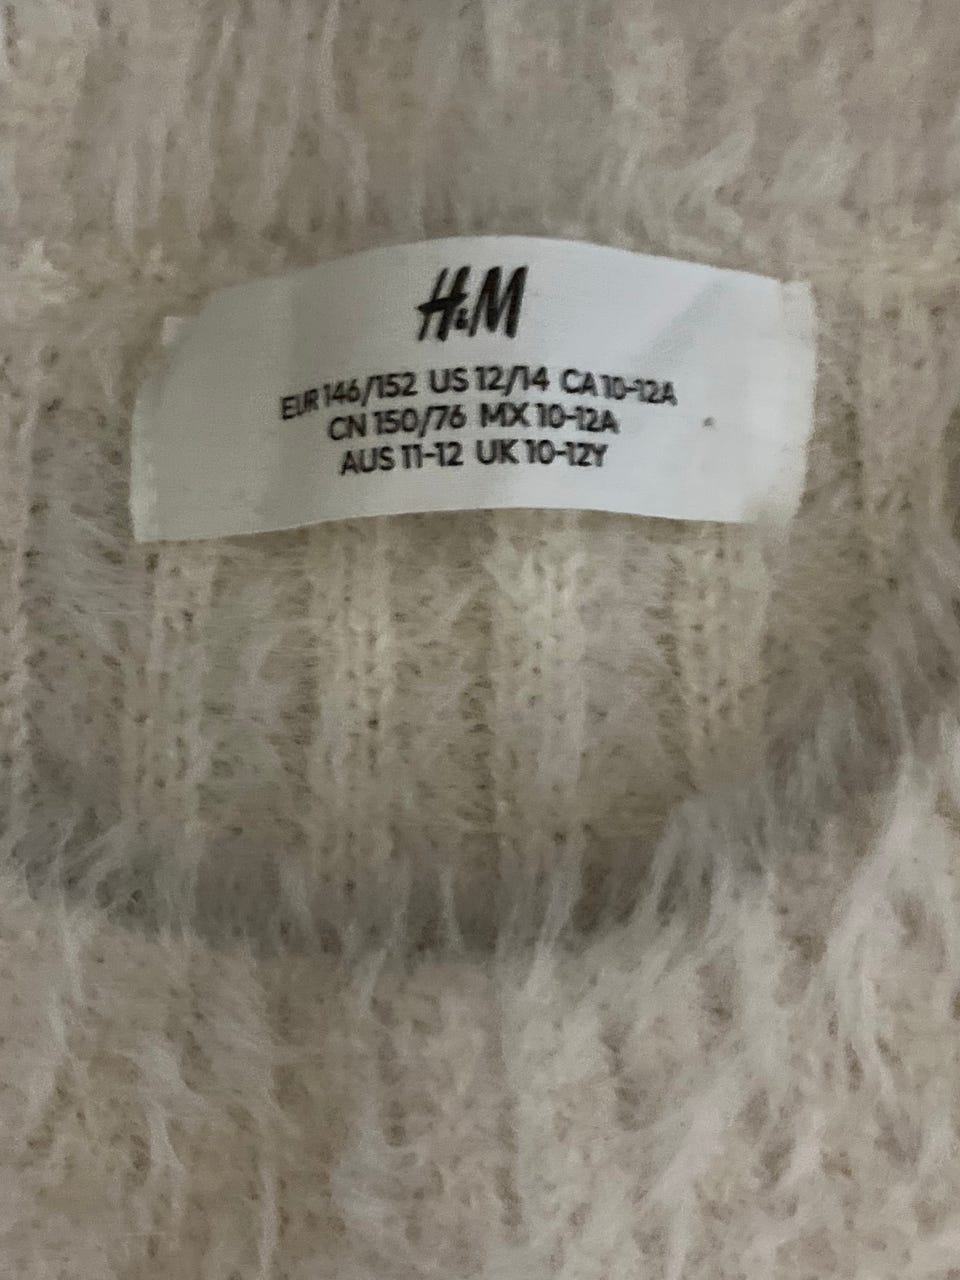 H&M
EUR 146/152 US 12/14 CA 10-12A
CN 150/76 MX 10-12A
AUS 11-12 UK 10-12Y